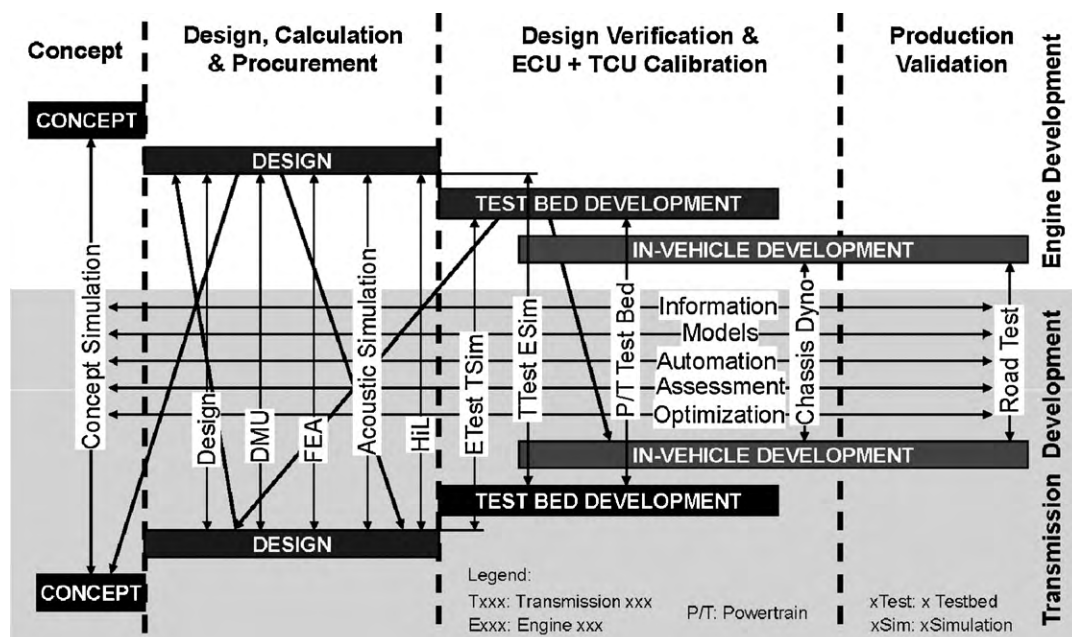 Concept
Design, Calculation
& Procurement
Design Verification &
ECU + TCU Calibration
Production
Validation
Engine Development
CONCEPT
DESIGN
TEST BED DEVELOPMENT
IN-VEHICLE DEVELOPMENT
Concept Simulation
Design
DMU
FEA
Acoustic Simulation
HiL
ETest TSim
TTest ESim
P/T Test Bed
Information
Models
Automation
Assessment
Optimization
Chassis Dyno
Road Test
Transmission Development
IN-VEHICLE DEVELOPMENT
TEST BED DEVELOPMENT
DESIGN
CONCEPT
Legend:
Txxx: Transmission xxx
Exxx: Engine xxx
P/T: Powertrain
xTest: x Testbed
xSim: xSimulation